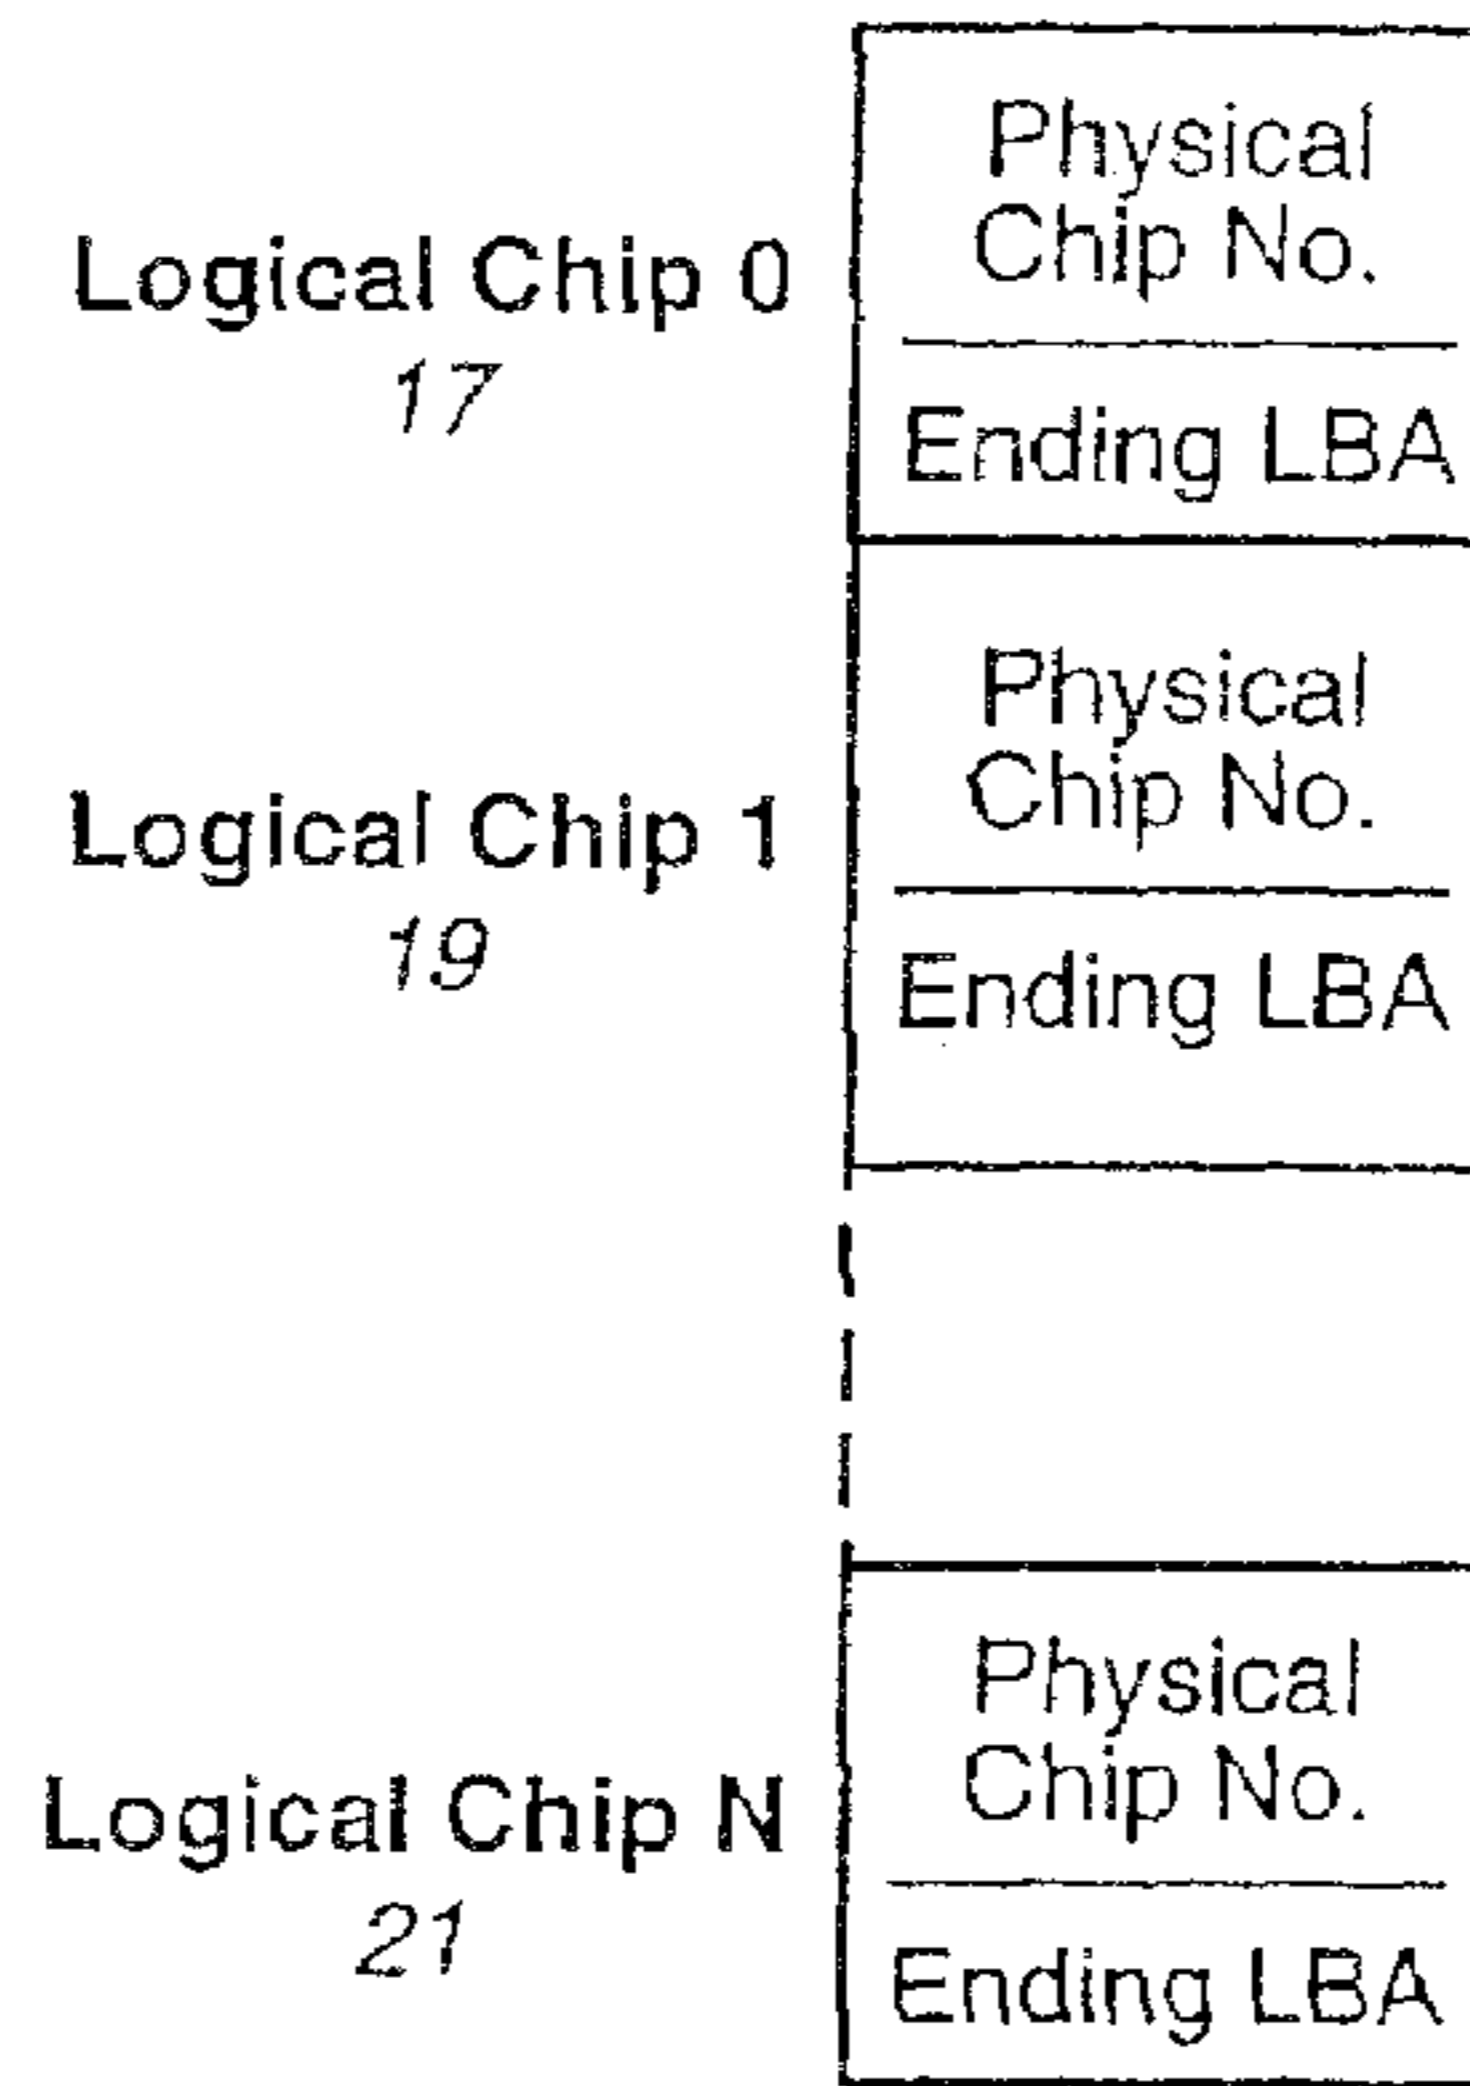 Physical
Chip No.
Logical Chip 0
17
Ending LBA
Physical
Chip No.
Logical Chip 1
19
Ending LBA
Physical
Chip No.
Logical Chip N
21
Ending LBA